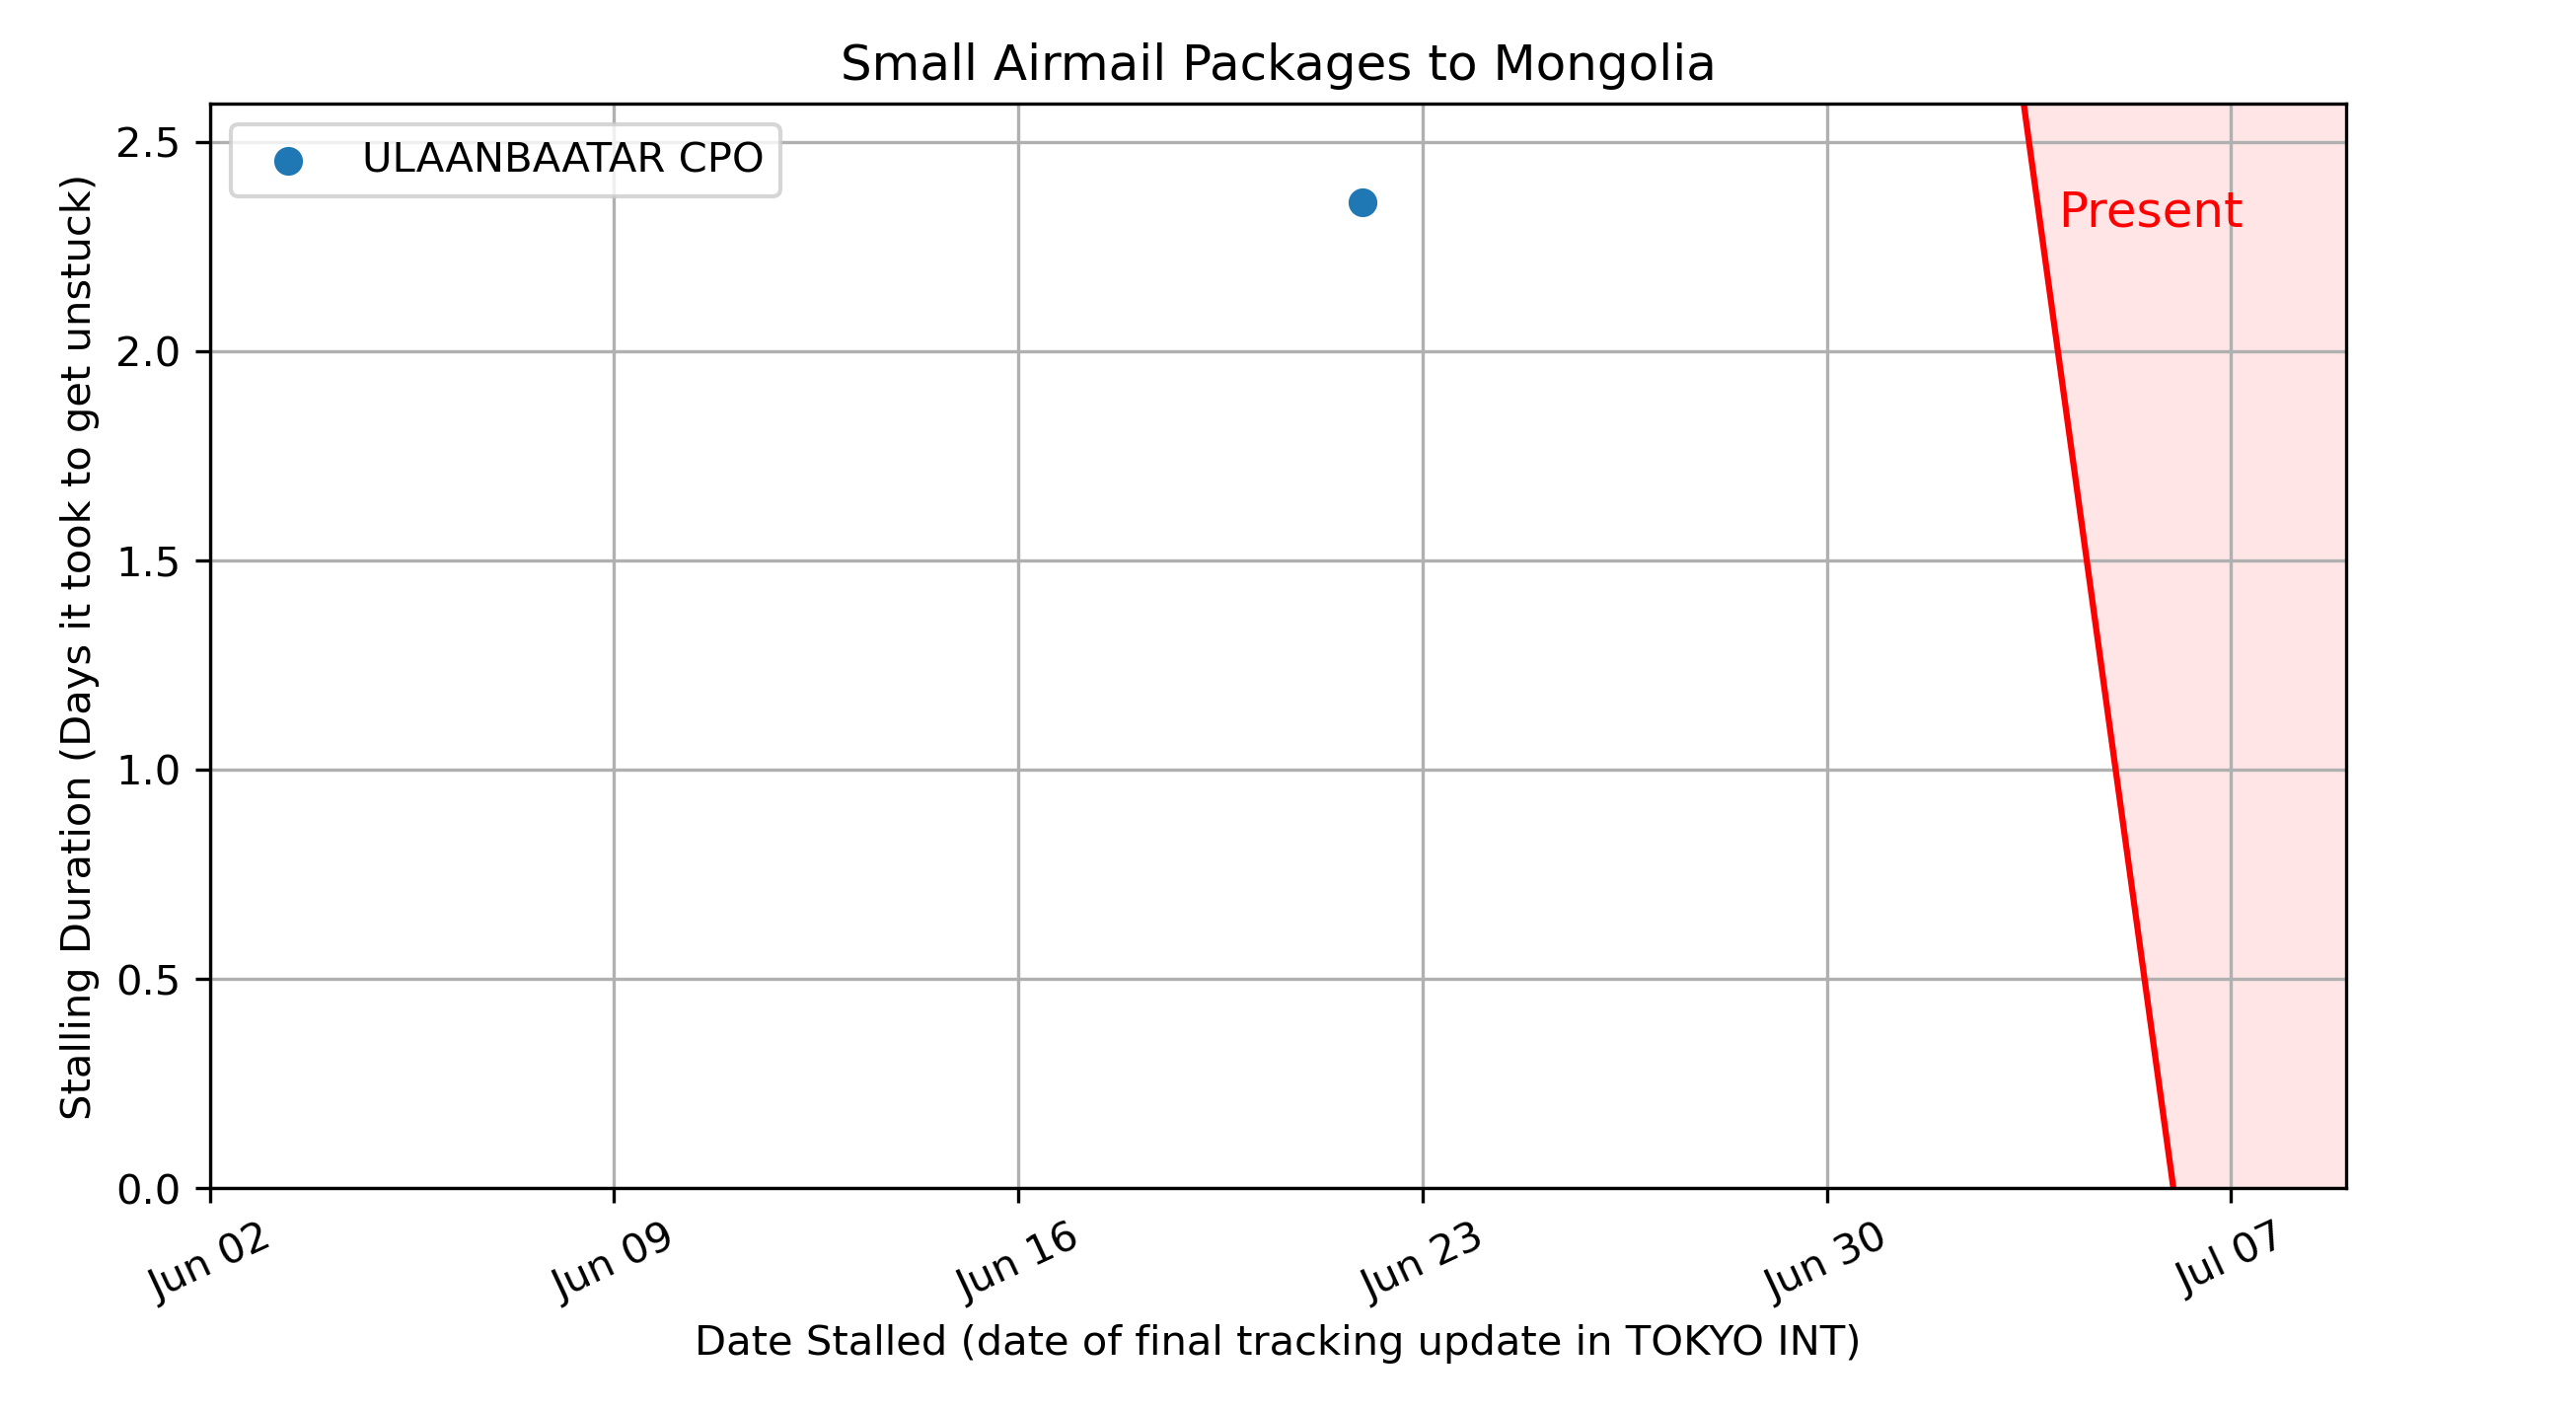 Small Airmail Packages to Mongolia
ULAANBAATAR CPO
Present
Stalling Duration (Days it took to get unstuck)
2.5
2.0
1.5
1.0
0.5
0.0
Jun 02
Jun 09
Jun 16
Jun 23
Jun 30
Jul 07
Date Stalled (date of final tracking update in TOKYO INT)